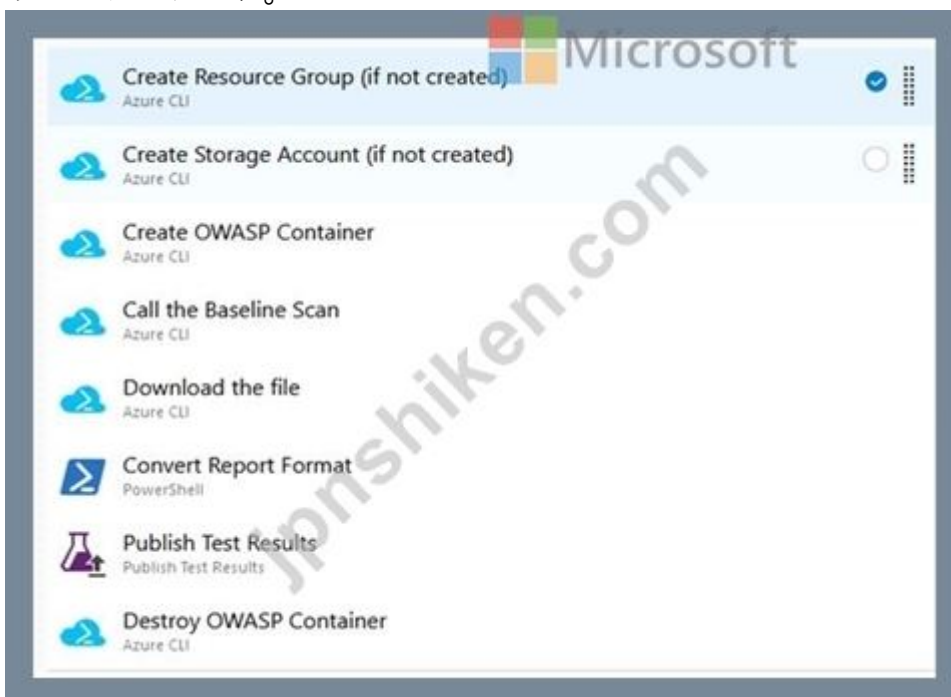 Microsoft
Create Resource Group (if not created)
Azure CLI
Create Storage Account (if not created)
Azure CLI
Create OWASP Container
Azure CLI
Call the Baseline Scan
Azure CLI
Download the file
Azure CLI
Convert Report Format
PowerShell
Publish Test Results
Publish Test Results
Destroy OWASP Container
Azure CLI
jpnshiken.com